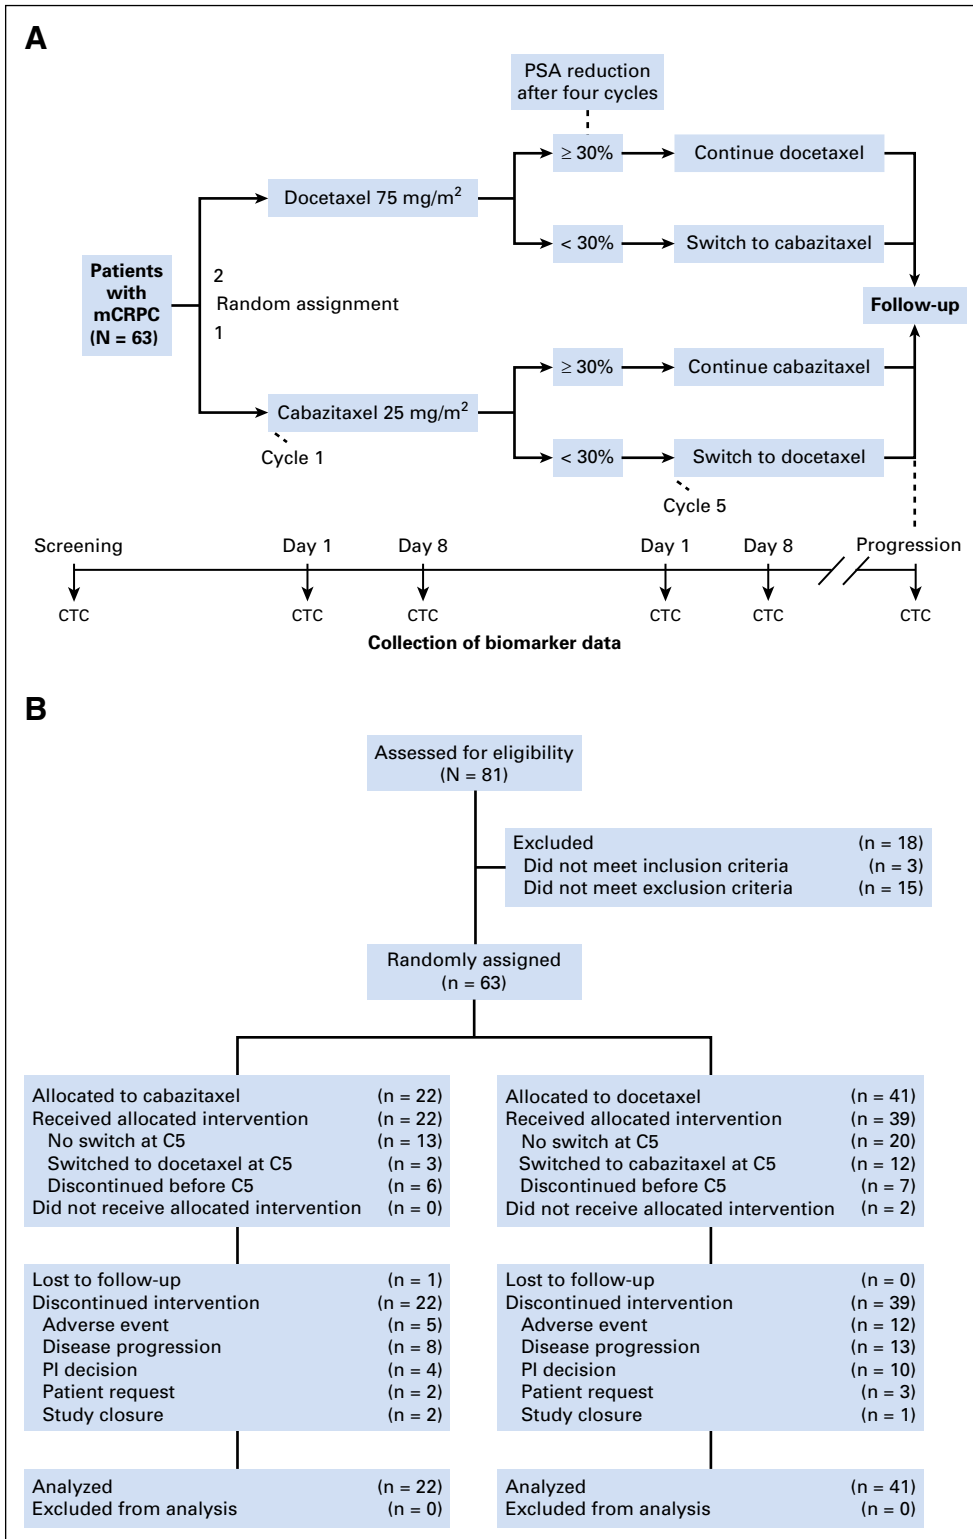 A
PSA reduction
after four cycles
≥ 30%
Continue docetaxel
Docetaxel 75 mg/m²
< 30%
Switch to cabazitaxel
Patients
with
mCRPC
(N = 63)
2
Random assignment
1
Follow-up
≥ 30%
Continue cabazitaxel
Cabazitaxel 25 mg/m²
Cycle 1
< 30%
Switch to docetaxel
Cycle 5
Screening Day 1 Day 8 Day 1 Day 8 Progression
CTC CTC CTC CTC CTC CTC
Collection of biomarker data
B
Assessed for eligibility
(N = 81)
Excluded (n = 18)
Did not meet inclusion criteria (n = 3)
Did not meet exclusion criteria (n = 15)
Randomly assigned
(n = 63)
Allocated to cabazitaxel (n = 22)
Received allocated intervention (n = 22)
No switch at C5 (n = 13)
Switched to docetaxel at C5 (n = 3)
Discontinued before C5 (n = 6)
Did not receive allocated intervention (n = 0)
Allocated to docetaxel (n = 41)
Received allocated intervention (n = 39)
No switch at C5 (n = 20)
Switched to cabazitaxel at C5 (n = 12)
Discontinued before C5 (n = 7)
Did not receive allocated intervention (n = 2)
Lost to follow-up (n = 1)
Discontinued intervention (n = 22)
Adverse event (n = 5)
Disease progression (n = 8)
PI decision (n = 4)
Patient request (n = 2)
Study closure (n = 2)
Lost to follow-up (n = 0)
Discontinued intervention (n = 39)
Adverse event (n = 12)
Disease progression (n = 13)
PI decision (n = 10)
Patient request (n = 3)
Study closure (n = 1)
Analyzed (n = 22)
Excluded from analysis (n = 0)
Analyzed (n = 41)
Excluded from analysis (n = 0)